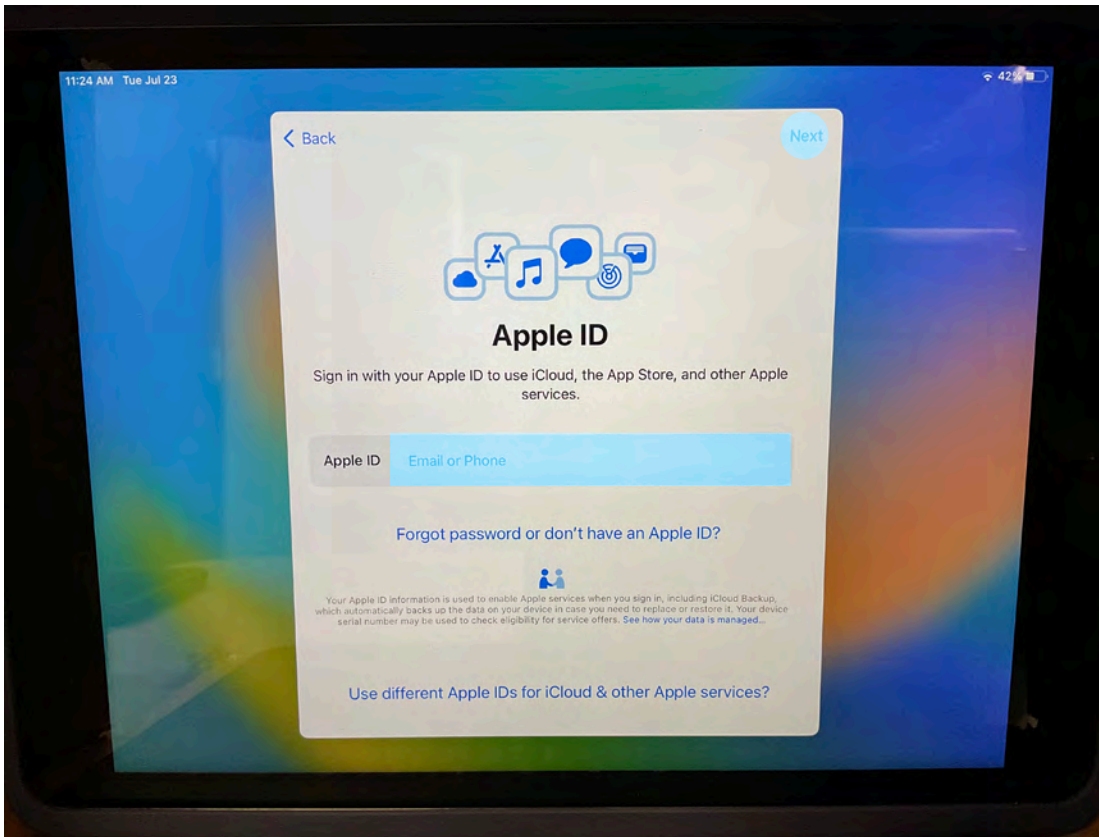 11:24 AM Tue Jul 23
42%
Back
Next
Apple ID
Sign in with your Apple ID to use iCloud, the App Store, and other Apple
services.
Apple ID Email or Phone
Forgot password or don't have an Apple ID?
Your Apple ID information is used to enable Apple services when you sign in, including iCloud Backup,
which automatically backs up the data on your device in case you need to replace or restore it. Your device
serial number may be used to check eligibility for service offers. See how your data is managed...
Use different Apple IDs for iCloud & other Apple services?